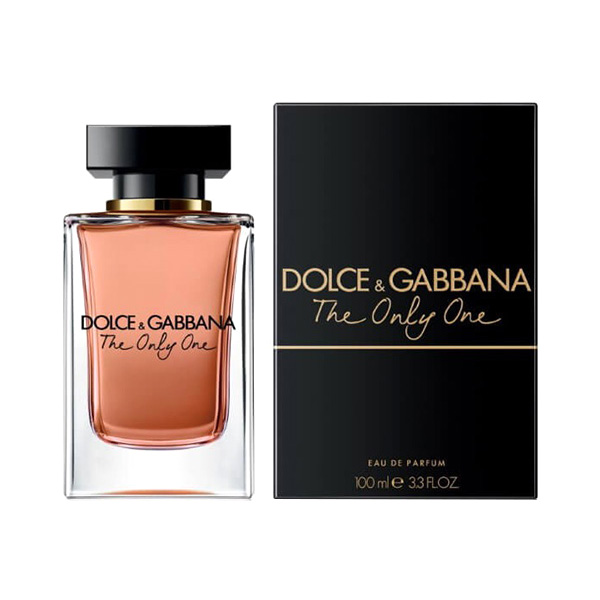 DOLCE & GABBANA
The Only One
DOLCE & GABBANA
The Only One
EAU DE PARFUM
100 ml e 3.3 FL.OZ.